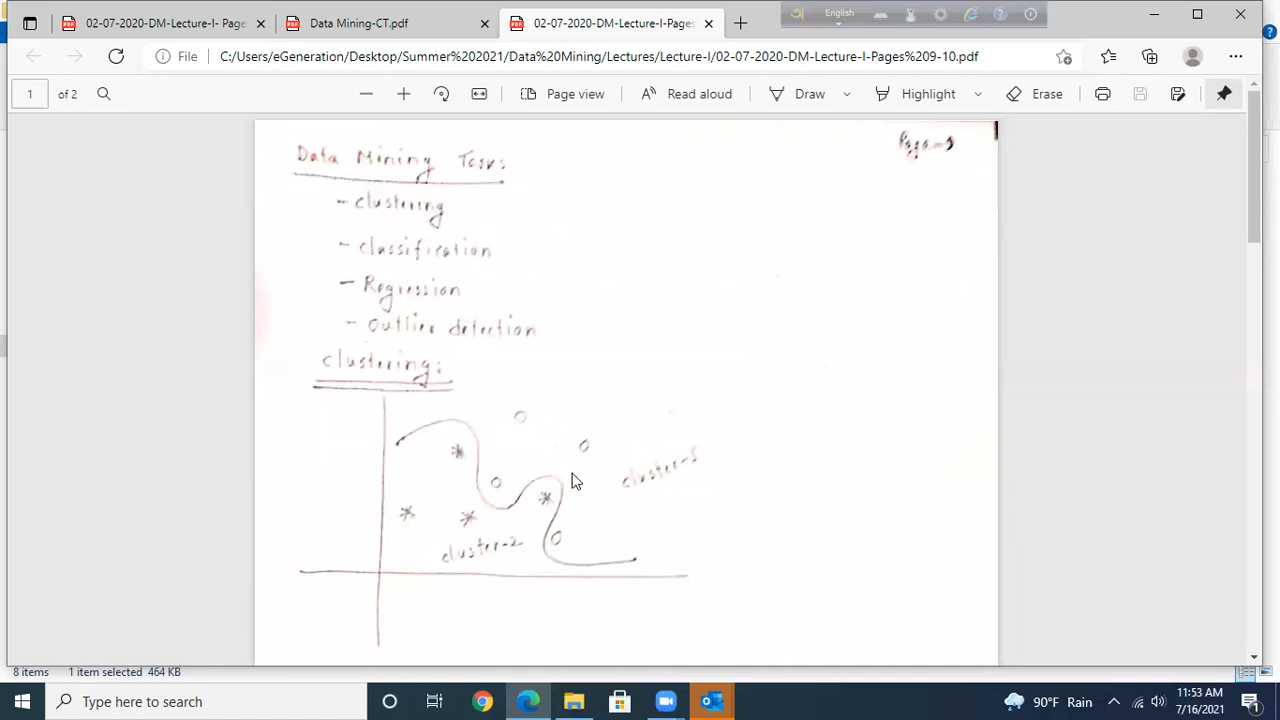 02-07-2020-DM-Lecture-I-Page
Data Mining-CT.pdf
02-07-2020-DM-Lecture-I-Pages
English
File
C:/Users/eGeneration/Desktop/Summer%202021/Data%20Mining/Lectures/Lecture-I/02-07-2020-DM-Lecture-I-Pages%209-10.pdf
1 of 2
Page view
Read aloud
Draw
Highlight
Erase
Page-9
Data Mining Task:
- clustering
- classification
- Regression
- outlier detection
clustering:
cluster-1
cluster-2
8 items 1 item selected 464 KB
Type here to search
90°F Rain
11:53 AM
7/16/2021